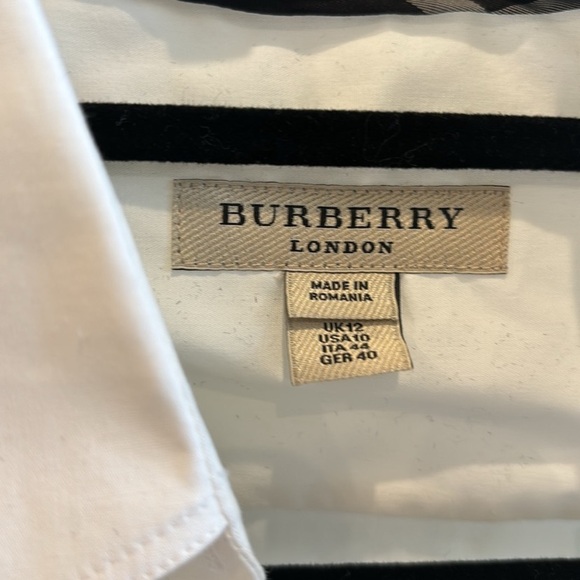 BURBERRY
LONDON
MADE IN
ROMANIA
UK12
USA10
ITA 44
GER 40